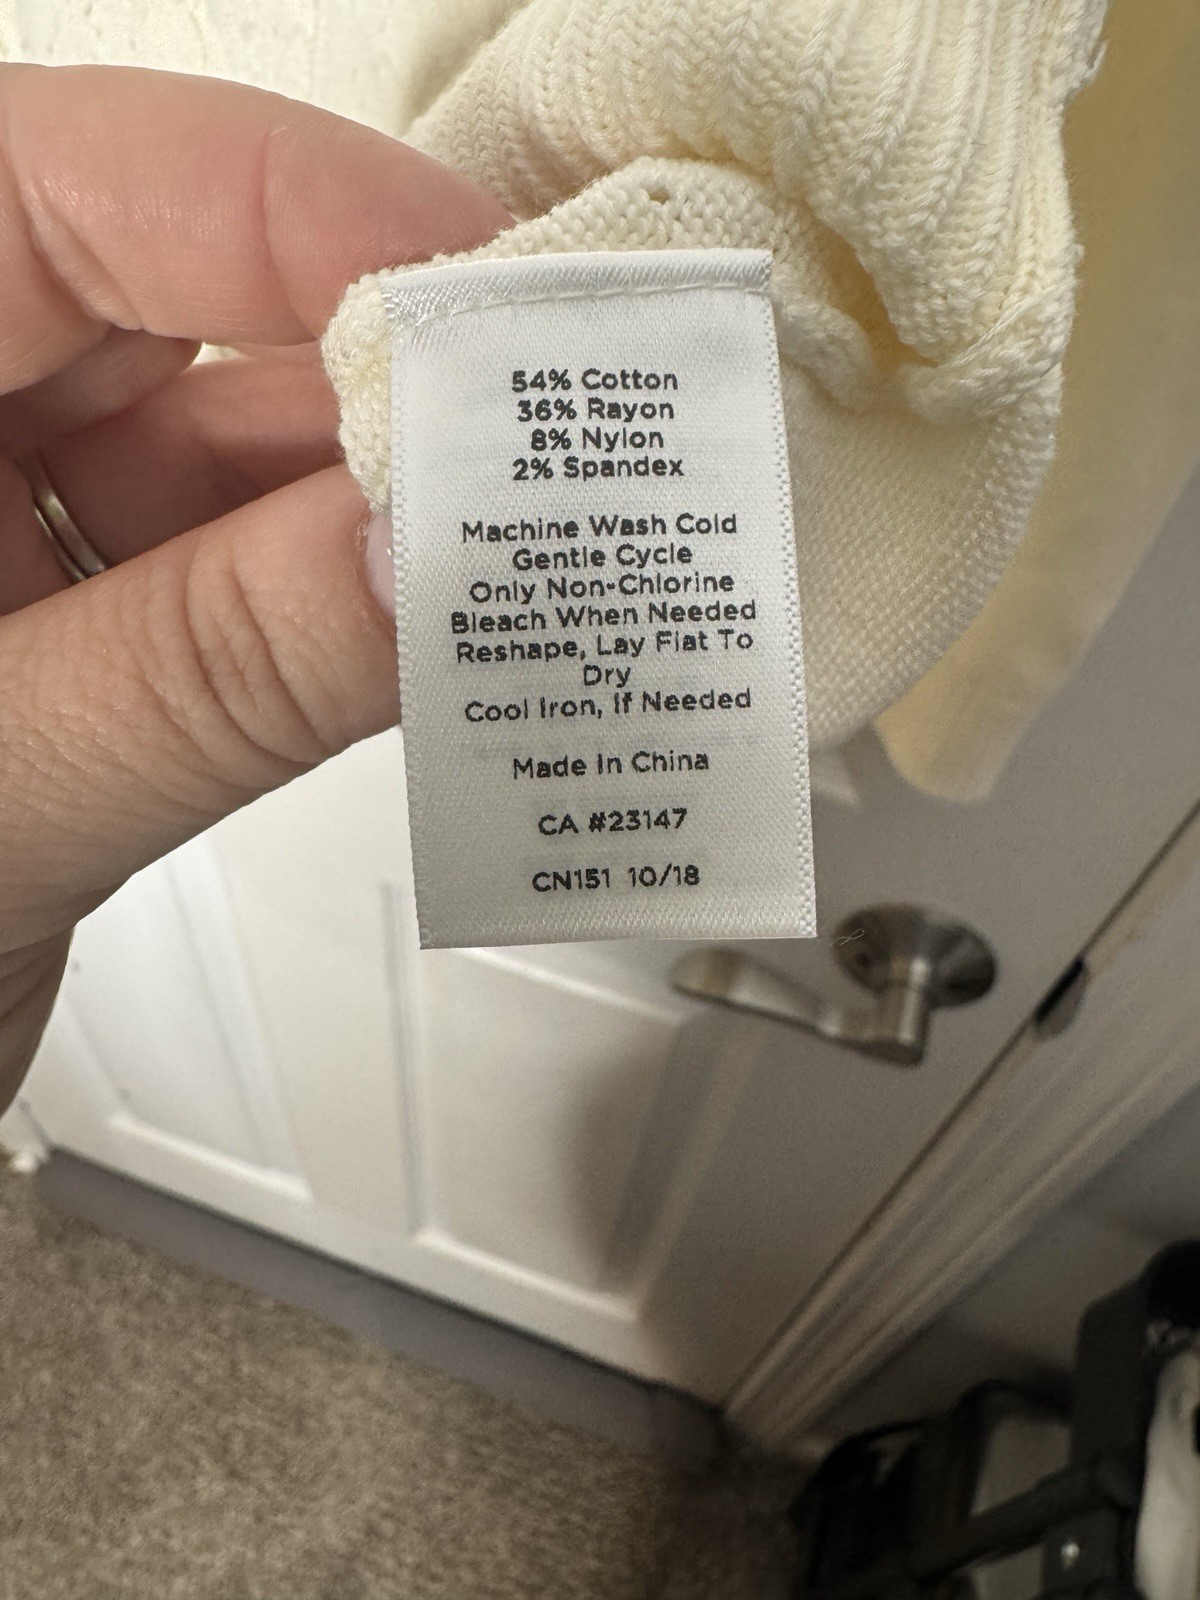 54% Cotton
36% Rayon
8% Nylon
2% Spandex
Machine Wash Cold
Gentle Cycle
Only Non-Chlorine
Bleach When Needed
Reshape, Lay Flat To
Dry
Cool Iron, If Needed
Made In China
CA #23147
CN151 10/18